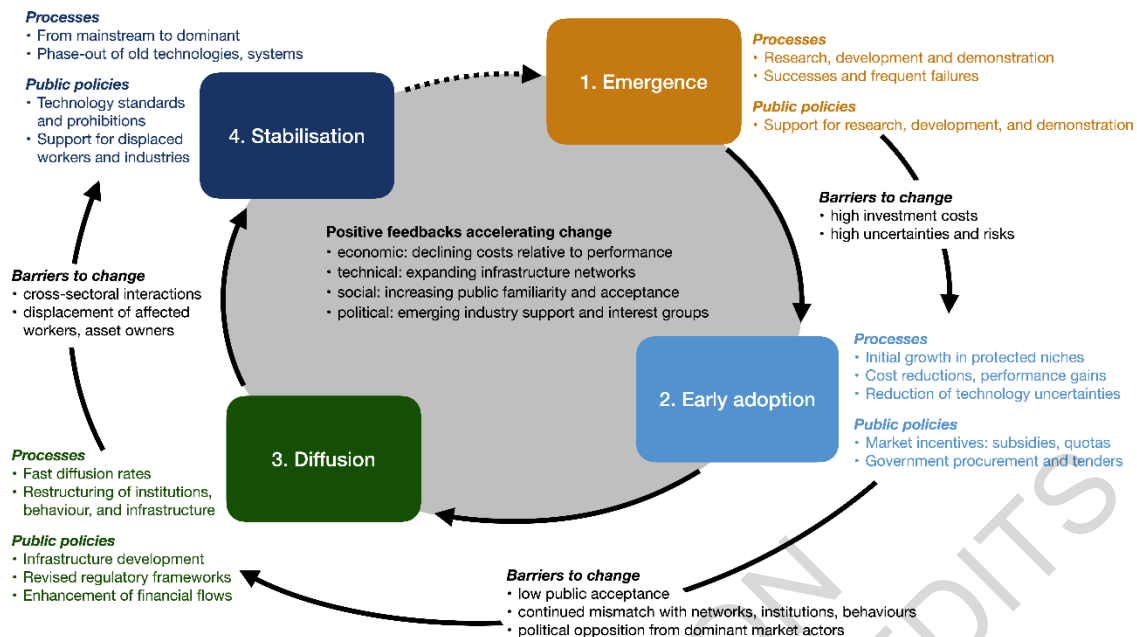 Processes
• From mainstream to dominant
• Phase-out of old technologies, systems
Public policies
• Technology standards
and prohibitions
• Support for displaced
workers and industries
4. Stabilisation
1. Emergence
Processes
• Research, development and demonstration
• Successes and frequent failures
Public policies
• Support for research, development, and demonstration
Barriers to change
• high investment costs
• high uncertainties and risks
Positive feedbacks accelerating change
• economic: declining costs relative to performance
• technical: expanding infrastructure networks
• social: increasing public familiarity and acceptance
• political: emerging industry support and interest groups
Barriers to change
• cross-sectoral interactions
• displacement of affected
workers, asset owners
2. Early adoption
Processes
• Initial growth in protected niches
• Cost reductions, performance gains
• Reduction of technology uncertainties
Public policies
• Market incentives: subsidies, quotas
• Government procurement and tenders
3. Diffusion
Processes
• Fast diffusion rates
• Restructuring of institutions,
behaviour, and infrastructure
Public policies
• Infrastructure development
• Revised regulatory frameworks
• Enhancement of financial flows
Barriers to change
• low public acceptance
• continued mismatch with networks, institutions, behaviours
• political opposition from dominant market actors
ON
EDITS